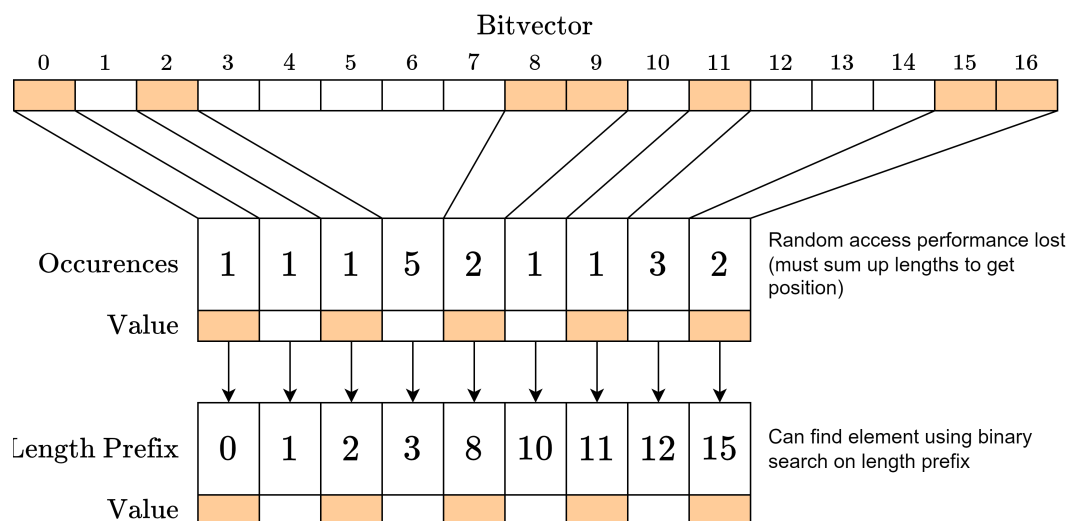 Bitvector
0 1 2 3 4 5 6 7 8 9 10 11 12 13 14 15 16
Occurences 1 1 1 5 2 1 1 3 2
Random access performance lost
(must sum up lengths to get
position)
Value
Length Prefix 0 1 2 3 8 10 11 12 15
Can find element using binary
search on length prefix
Value